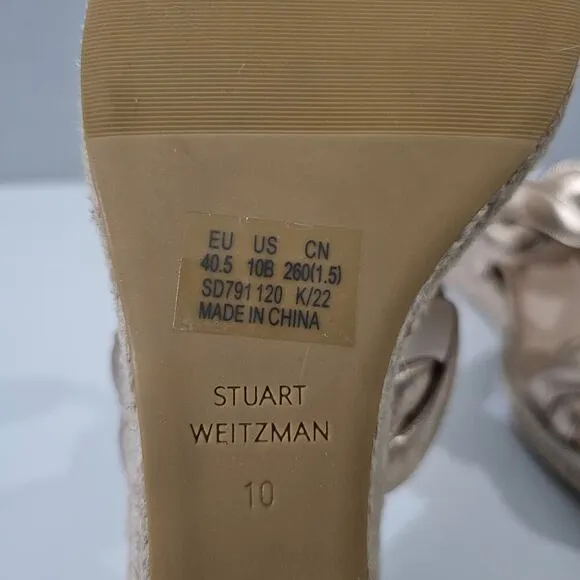 EU US CN
40.5 10B 260(1.5)
SD791 120 K/22
MADE IN CHINA
STUART
WEITZMAN
10